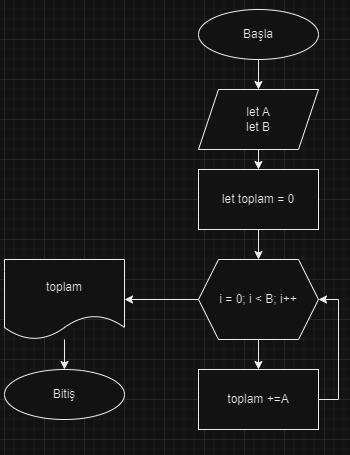 Başla
let A
let B
let toplam = 0
i = 0; i < B; i++
toplam +=A
toplam
Bitiş